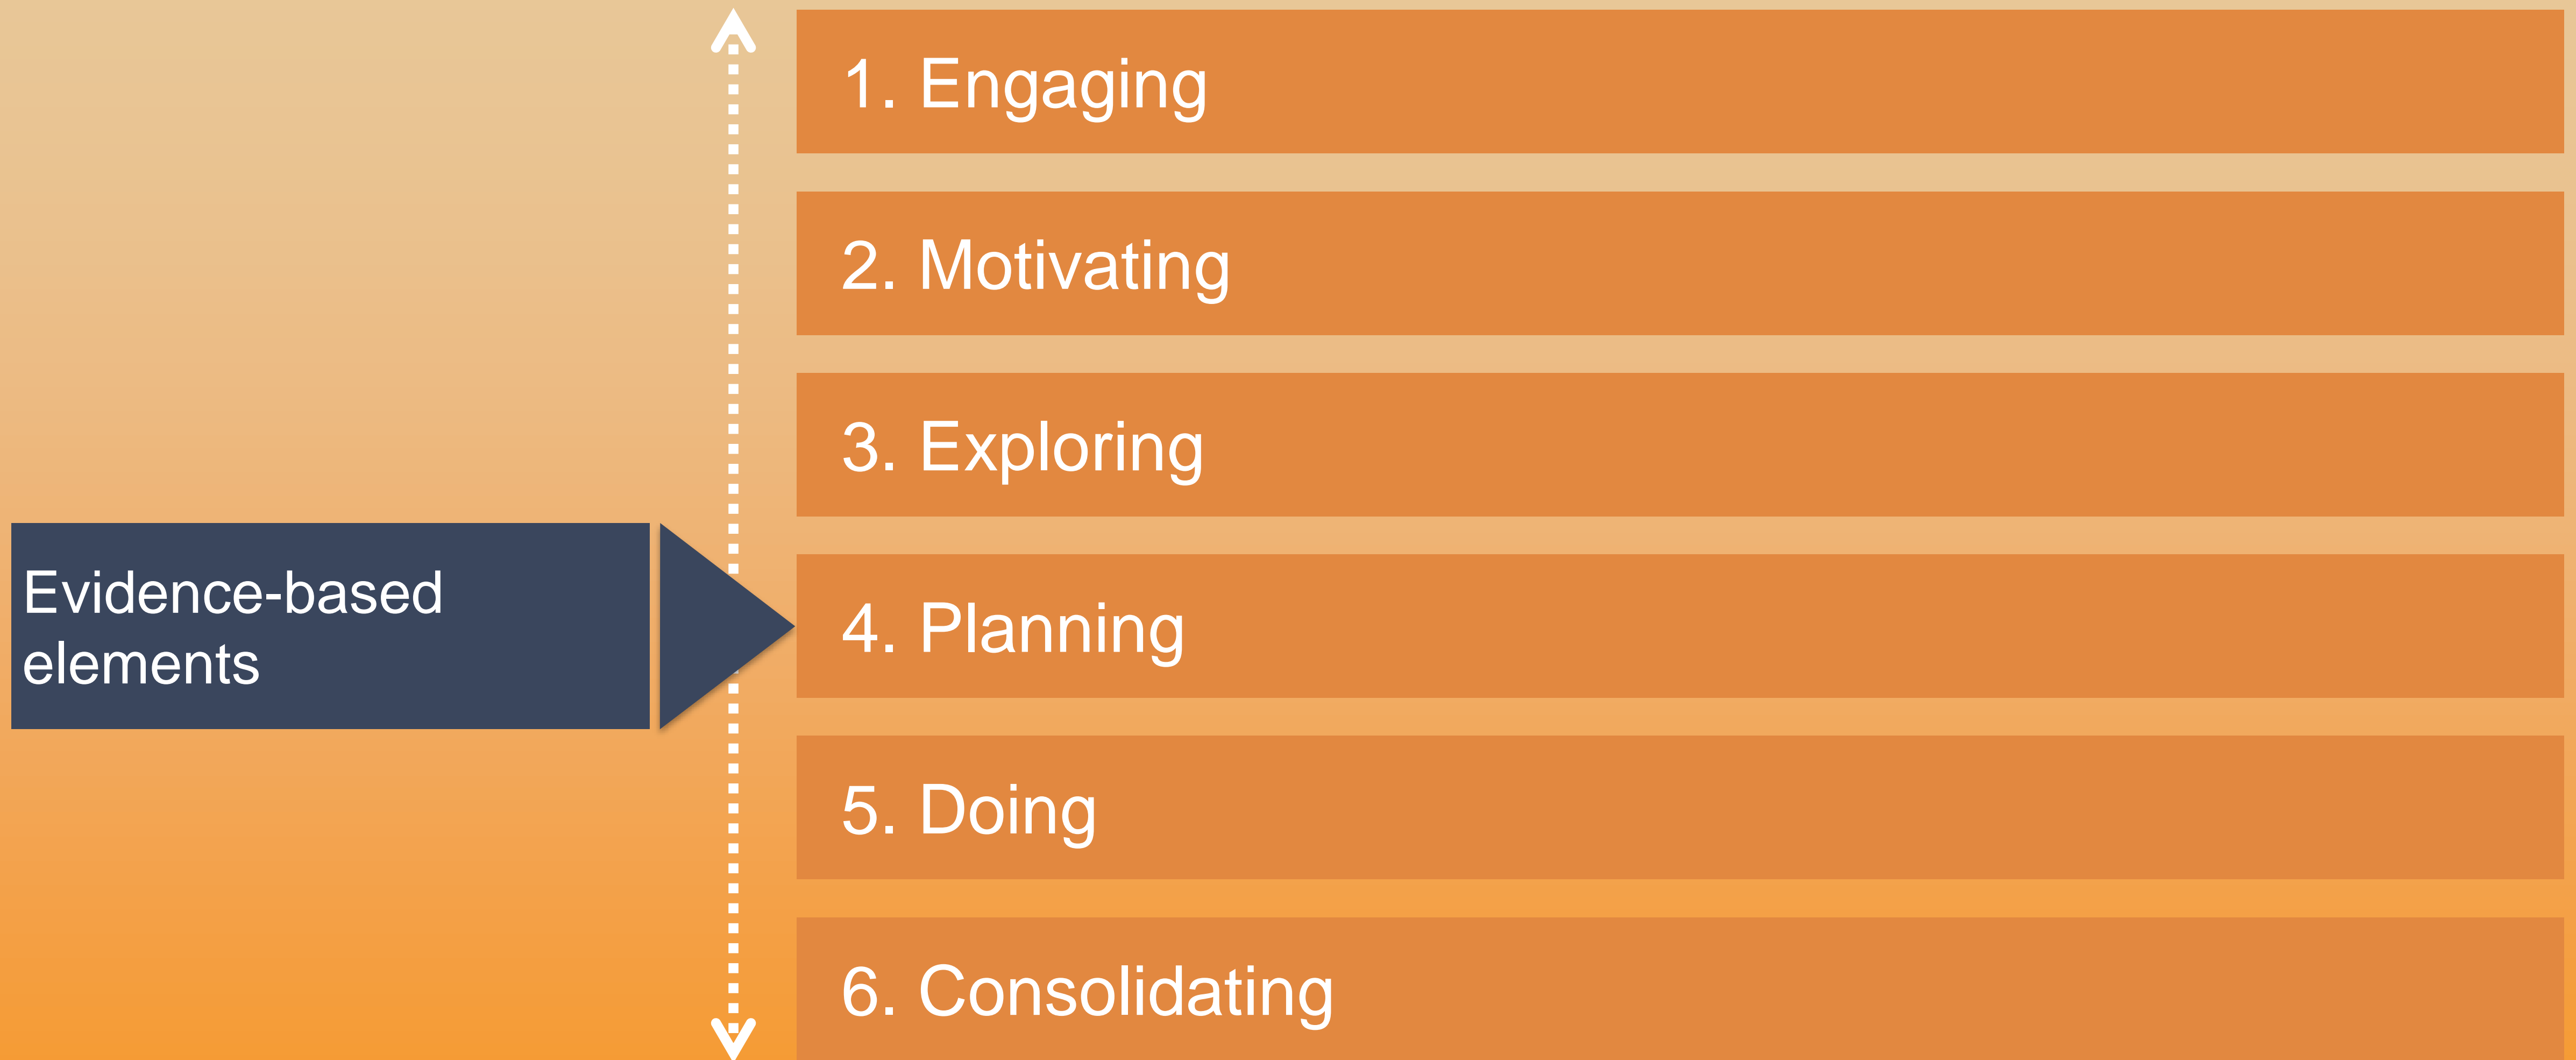 1. Engaging
2. Motivating
3. Exploring
Evidence-based
elements
4. Planning
5. Doing
6. Consolidating